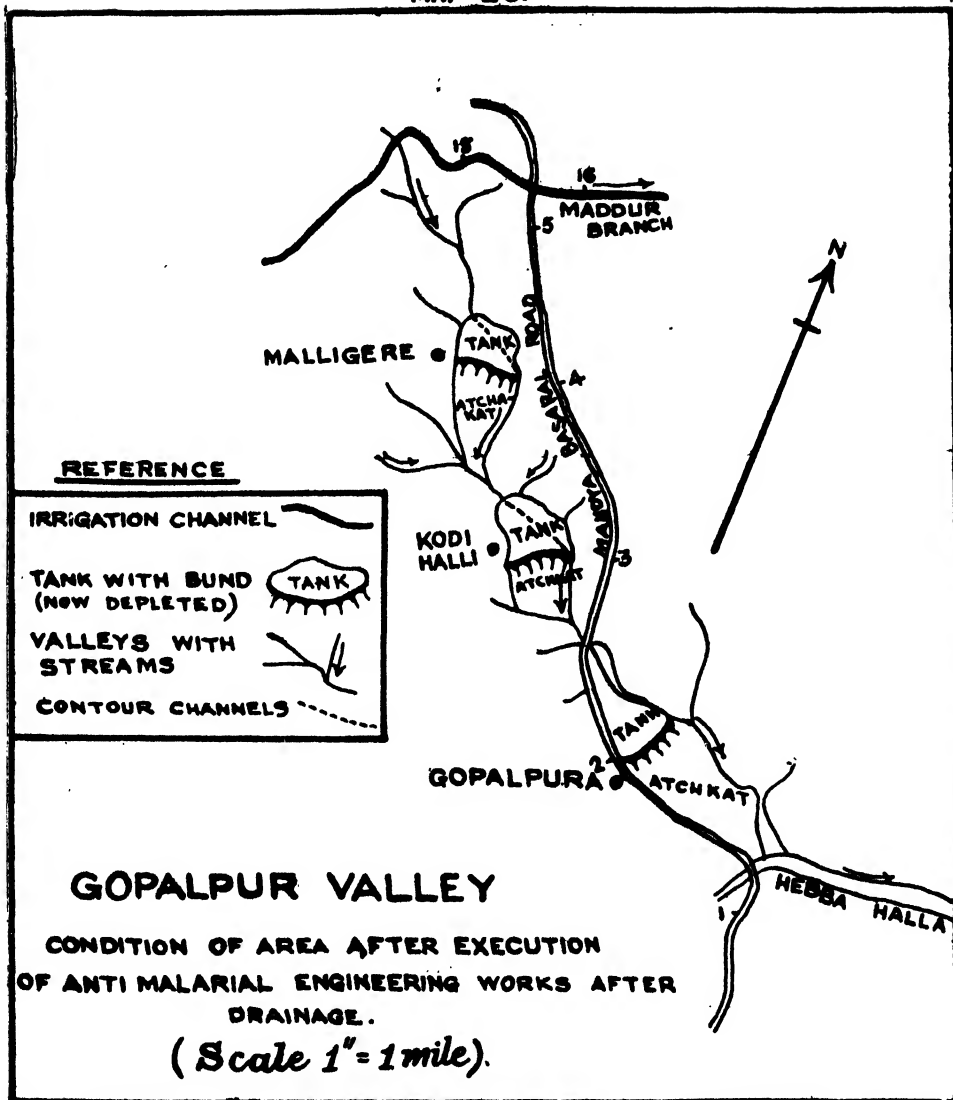 15
16
MADDUR
BRANCH
5
N
ROAD
TANK
MALLIGERE
4
ATCHA-
KAT
BASARAL
REFERENCE
IRRIGATION CHANNEL
TANK
KODI
HALLI
MANDYA
3
ATCHKAT
TANK WITH BUND
(NOW DEPLETED)
TANK
VALLEYS WITH
STREAMS
CONTOUR CHANNELS
TANK
2
GOPALPURA
ATCHKAT
GOPALPUR VALLEY
HEBBA HALLA
1
CONDITION OF AREA AFTER EXECUTION
OF ANTI MALARIAL ENGINEERING WORKS AFTER
DRAINAGE.
(Scale 1"= 1 mile).